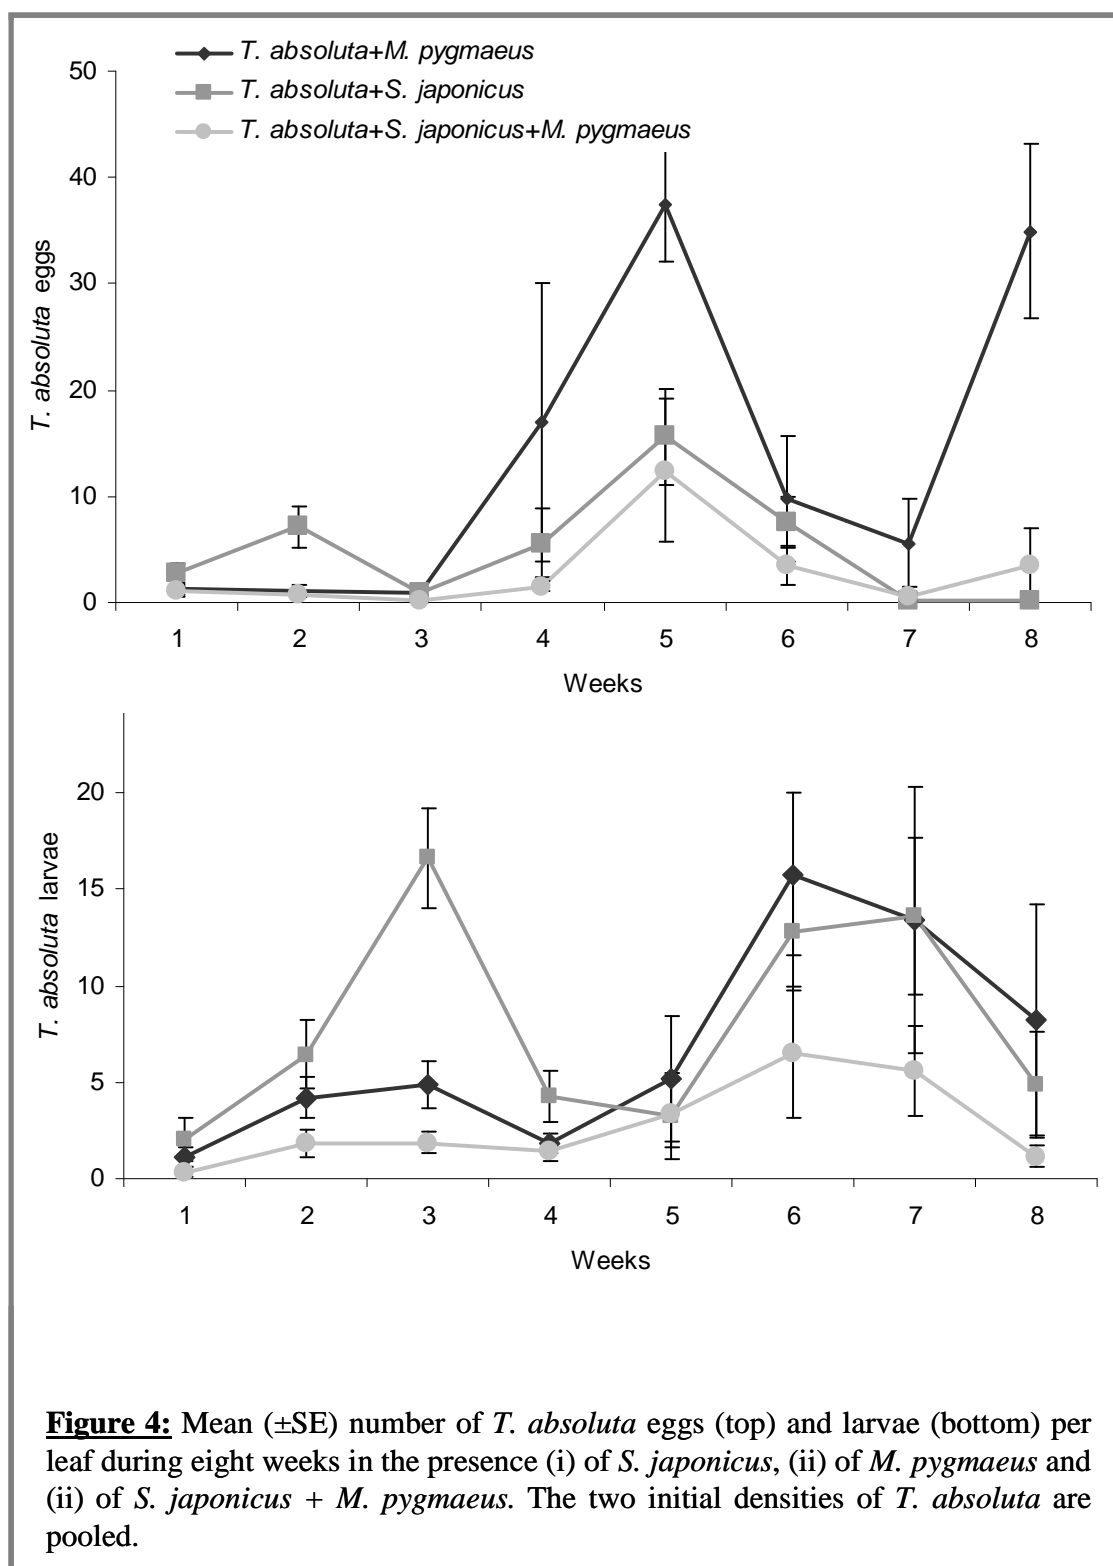 T. absoluta+M. pygmaeus
T. absoluta+S. japonicus
T. absoluta+S. japonicus+M. pygmaeus
50
40
30
20
10
0
T. absoluta eggs
1 2 3 4 5 6 7 8
Weeks
20
15
10
5
0
T. absoluta larvae
1 2 3 4 5 6 7 8
Weeks
Figure 4: Mean (±SE) number of T. absoluta eggs (top) and larvae (bottom) per
leaf during eight weeks in the presence (i) of S. japonicus, (ii) of M. pygmaeus and
(ii) of S. japonicus + M. pygmaeus. The two initial densities of T. absoluta are
pooled.